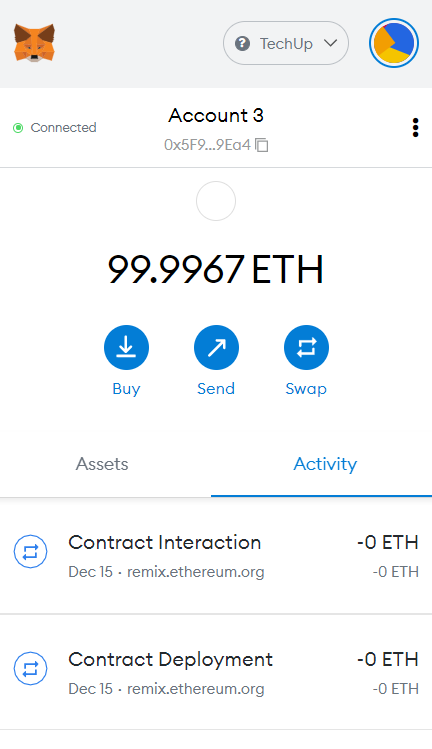 TechUp
Connected
Account 3
0x5F9...9Ea4
99.9967 ETH
Buy
Send
Swap
Assets
Activity
Contract Interaction
-0 ETH
Dec 15 · remix.ethereum.org
-0 ETH
Contract Deployment
-0 ETH
Dec 15 · remix.ethereum.org
-0 ETH